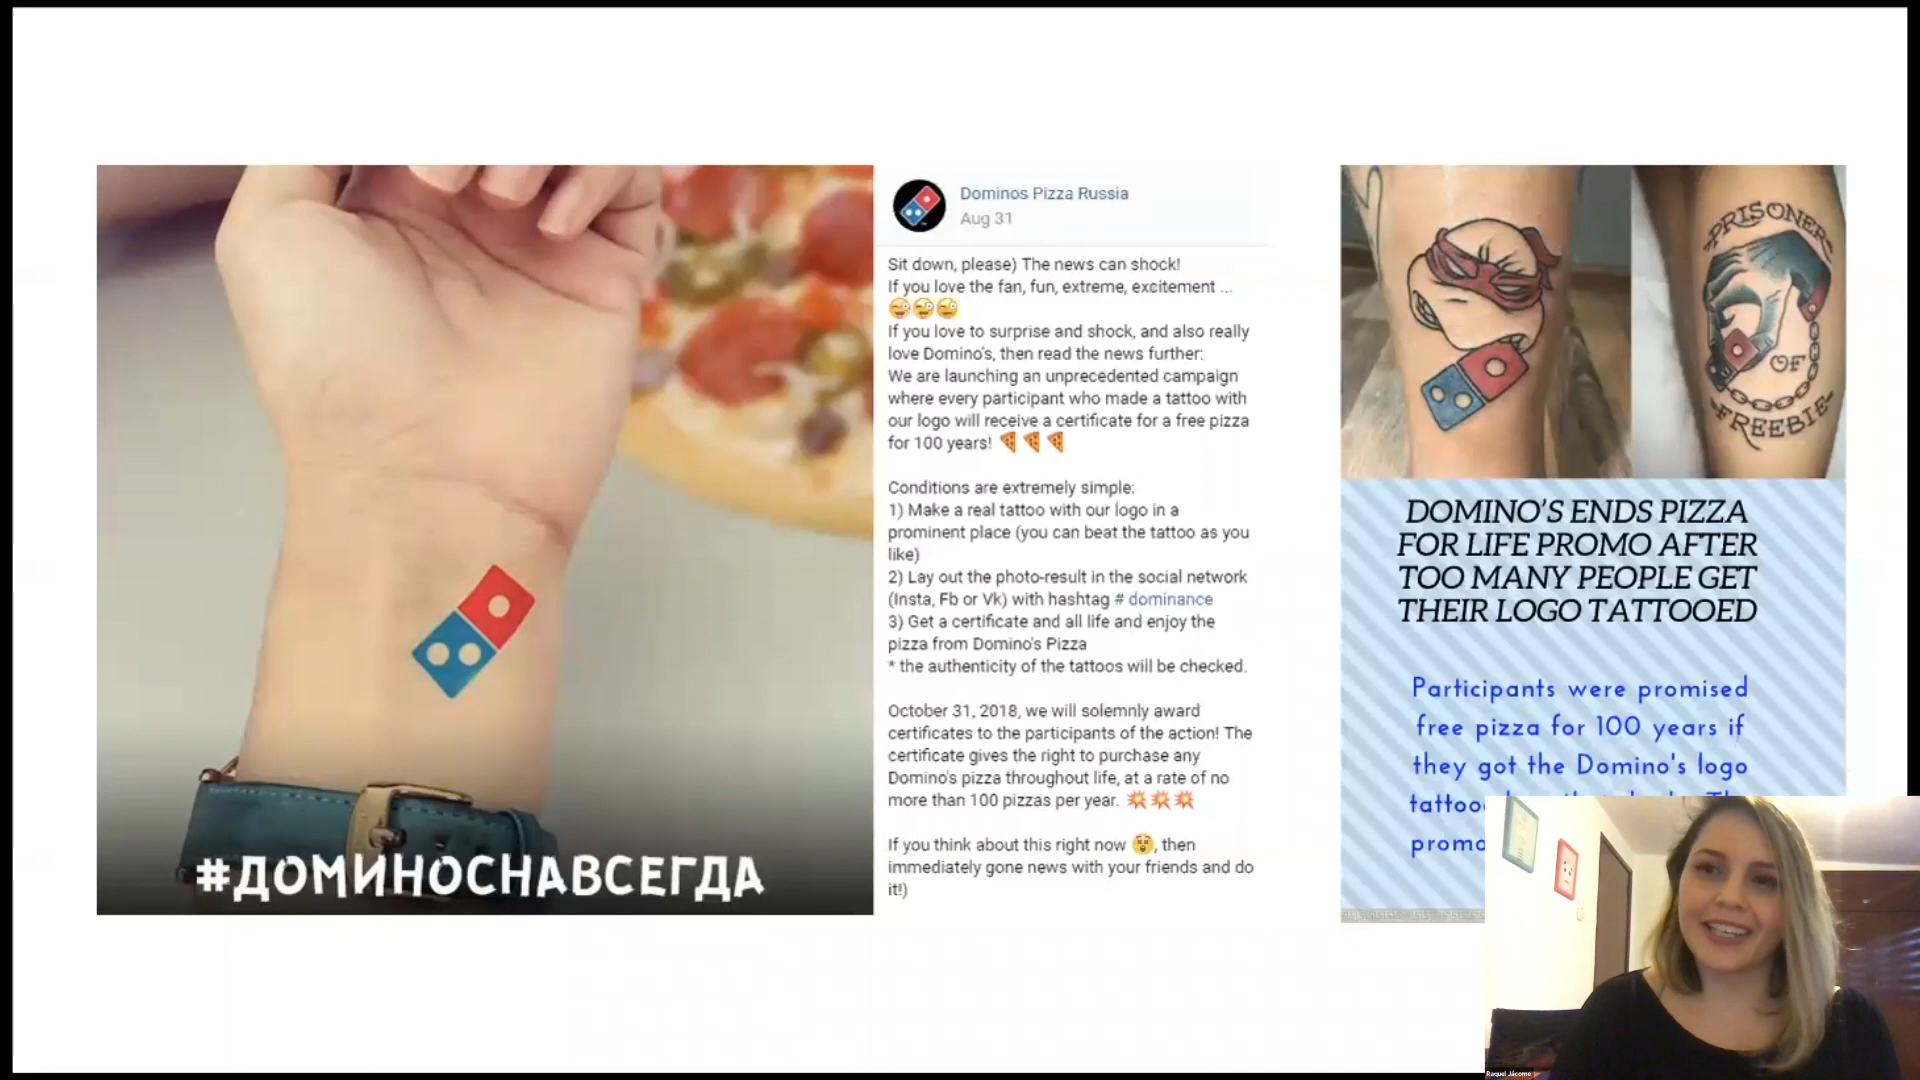 #ДОМИНОСНАВСЕГДА
Dominos Pizza Russia
Aug 31
Sit down, please) The news can shock!
If you love the fan, fun, extreme, excitement ...
😜😜😜
If you love to surprise and shock, and also really
love Domino's, then read the news further:
We are launching an unprecedented campaign
where every participant who made a tattoo with
our logo will receive a certificate for a free pizza
for 100 years! 🍕🍕🍕
Conditions are extremely simple:
1) Make a real tattoo with our logo in a
prominent place (you can beat the tattoo as you
like)
2) Lay out the photo-result in the social network
(Insta, Fb or Vk) with hashtag # dominance
3) Get a certificate and all life and enjoy the
pizza from Domino's Pizza
* the authenticity of the tattoos will be checked.
October 31, 2018, we will solemnly award
certificates to the participants of the action! The
certificate gives the right to purchase any
Domino's pizza throughout life, at a rate of no
more than 100 pizzas per year. 💥💥💥
If you think about this right now 😲, then
immediately gone news with your friends and do
it!)
PRISONER
OF
FREEBIE
DOMINO'S ENDS PIZZA
FOR LIFE PROMO AFTER
TOO MANY PEOPLE GET
THEIR LOGO TATTOOED
Participants were promised
free pizza for 100 years if
they got the Domino's logo
tattoo
promo
Raquel Jácome